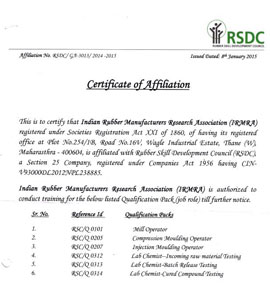 RSDC
RUBBER SKILL DEVELOPMENT COUNCIL
Affiliation No. RSDC/ GB 3013/ 2014 -2015
Issued Dated: 8th January 2015
Certificate of Affiliation
This is to certify that Indian Rubber Manufacturers Research Association (IRMRA)
registered under Societies Registration Act XXI of 1860, of having its registered
office at Plot No.254/1B, Road No.16V, Wagle Industrial Estate, Thane (W),
Maharashtra - 400604, is affiliated with Rubber Skill Development Council (RSDC),
a Section 25 Company, registered under Companies Act 1956 having CIN-
Indian Rubber Manufacturers Research Association (IRMRA) is authorized to
conduct training for the below listed Qualification Pack (job role) till further notice.
Sr. No. Reference Id Qualification Packs
1. RSC/Q 0101 Mill Operator
2. RSC/Q 0205 Compression Moulding Operator
3. RSC/Q 0207 Injection Moulding Operator
4. RSC/Q 0312 Lab Chemist–Incoming raw material Testing
5. RSC/Q 0313 Lab Chemist-Batch Release Testing
6. RSC/Q 0314 Lab Chemist-Cured Compound Testing